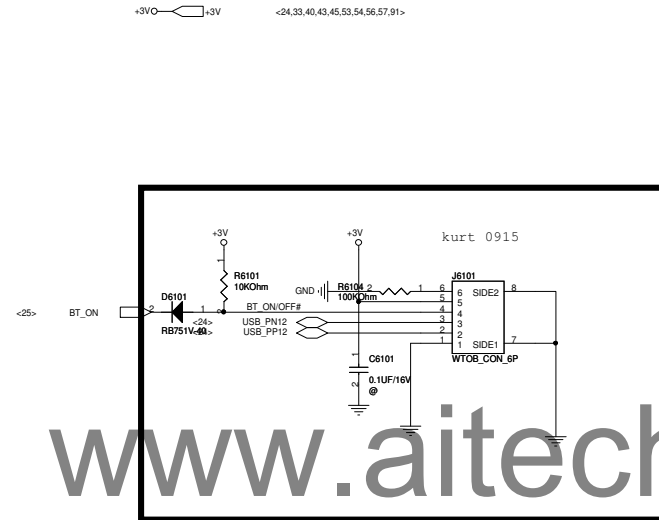 +3V +3V <24,33,40,43,45,53,54,56,57,91>
kurt 0915
+3V
+3V
1
R6101
10KOhm
2
GND
2
R6104
100KOhm
1
J6101
6
5
4
3
2
1
6
5
4
3
2
1
SIDE2
8
SIDE1
7
WTOB_CON_6P
<25>
BT_ON
2
D6101
1
RB751V-40
BT_ON/OFF#
<24>
USB_PN12
USB_PP12
1
C6101
2
0.1UF/16V
@
www.aitech